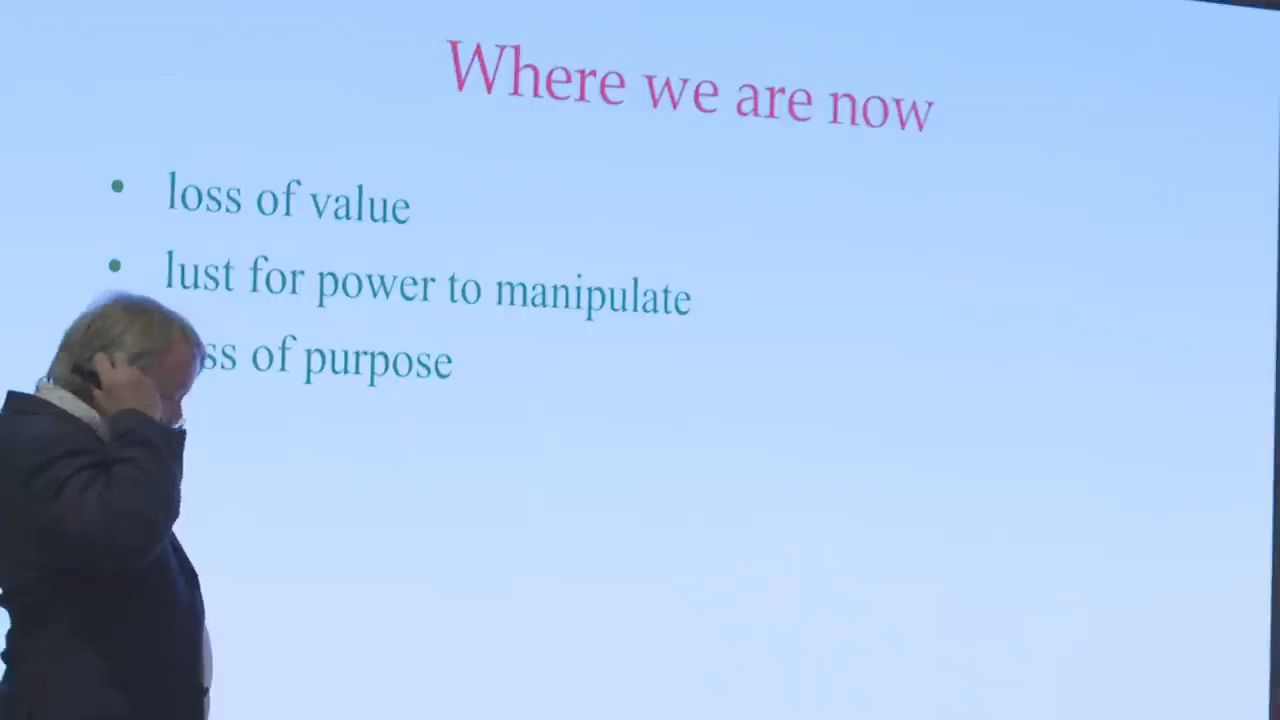 Where we are now
• loss of value
• lust for power to manipulate
ss of purpose